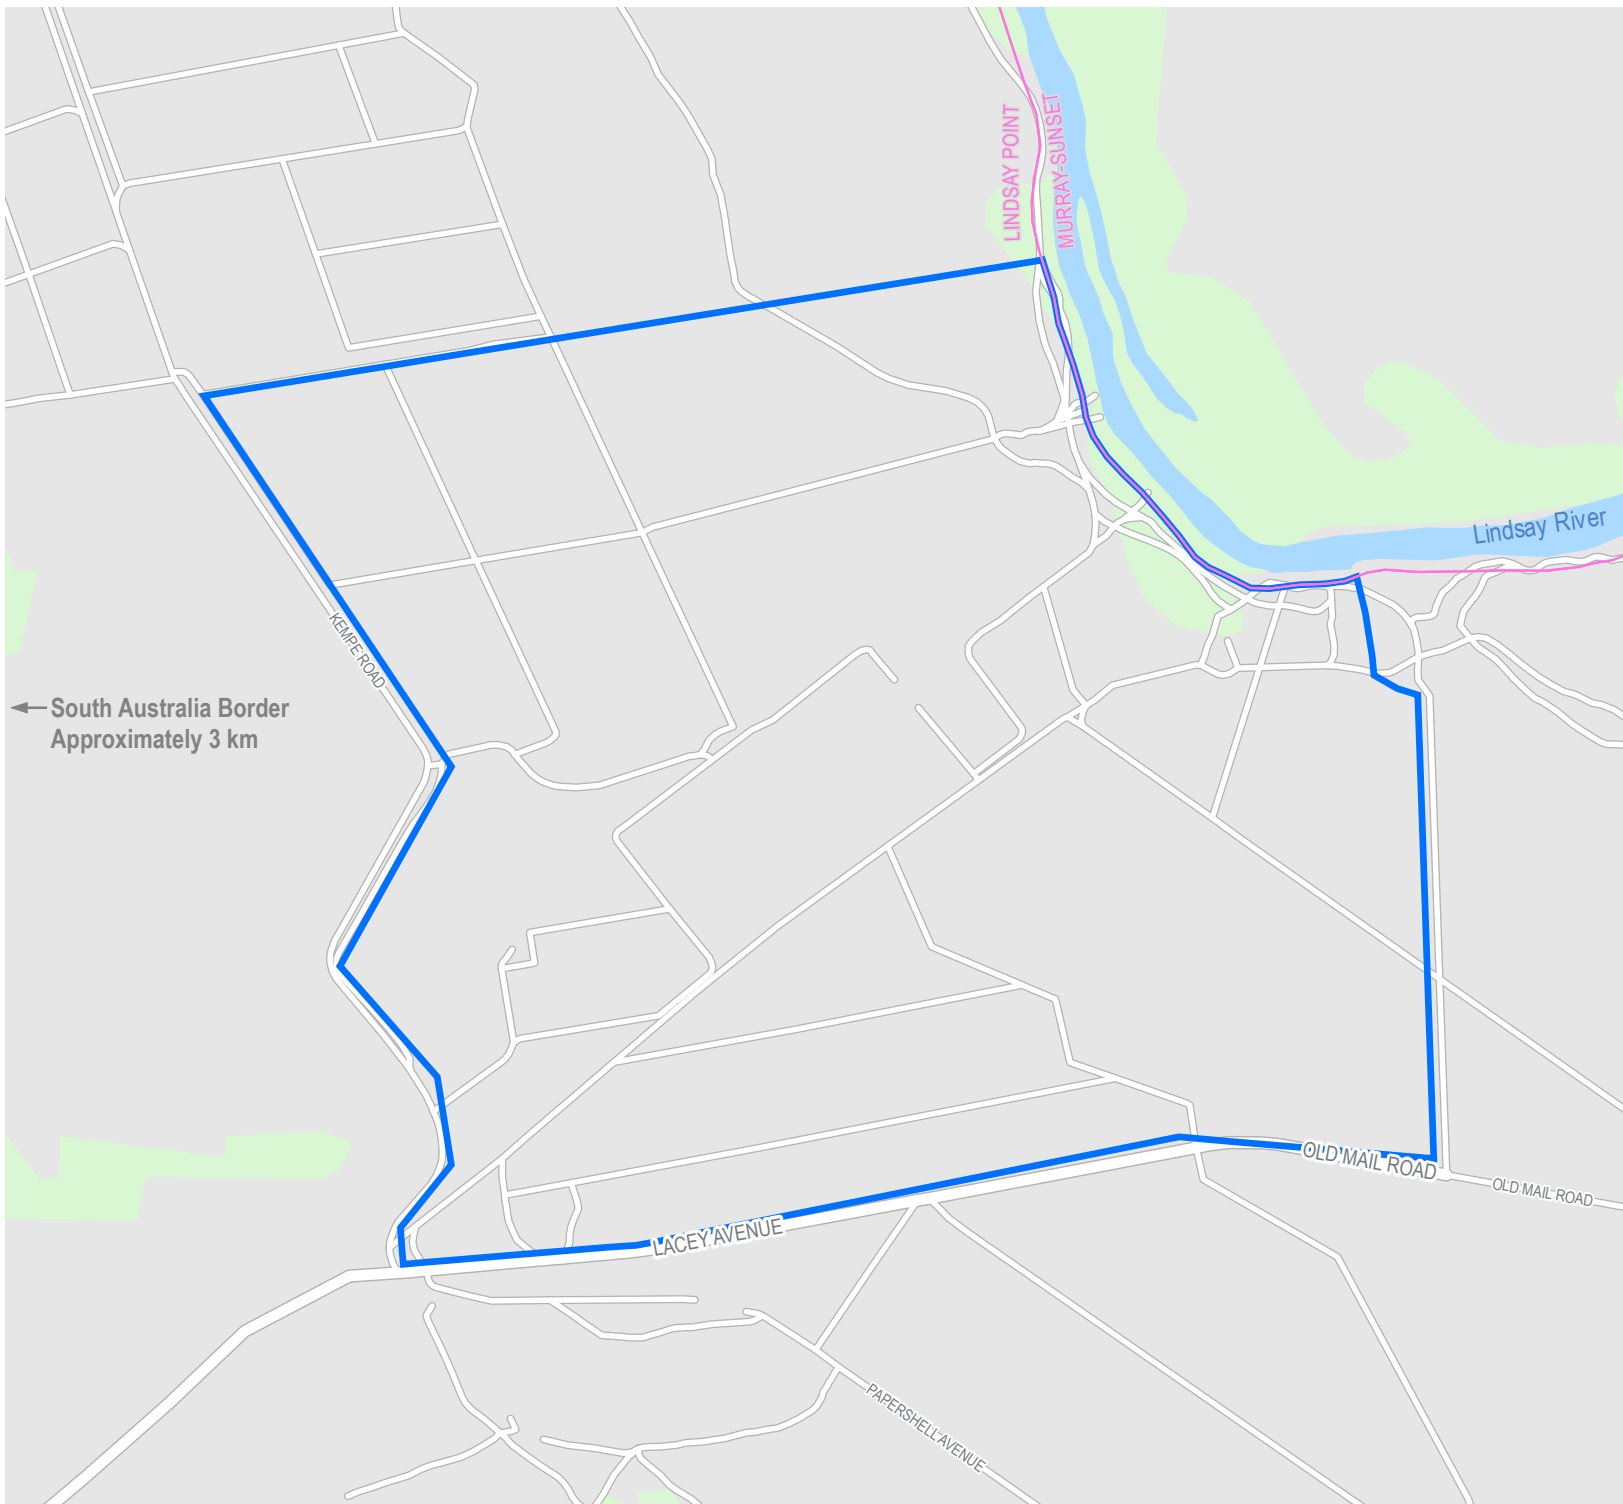 LINDSAY POINT
MURRAY-SUNSET
Lindsay River
KEMPE ROAD
South Australia Border
Approximately 3 km
OLD MAIL ROAD
OLD MAIL ROAD
LACEY AVENUE
PAPERSHELL AVENUE